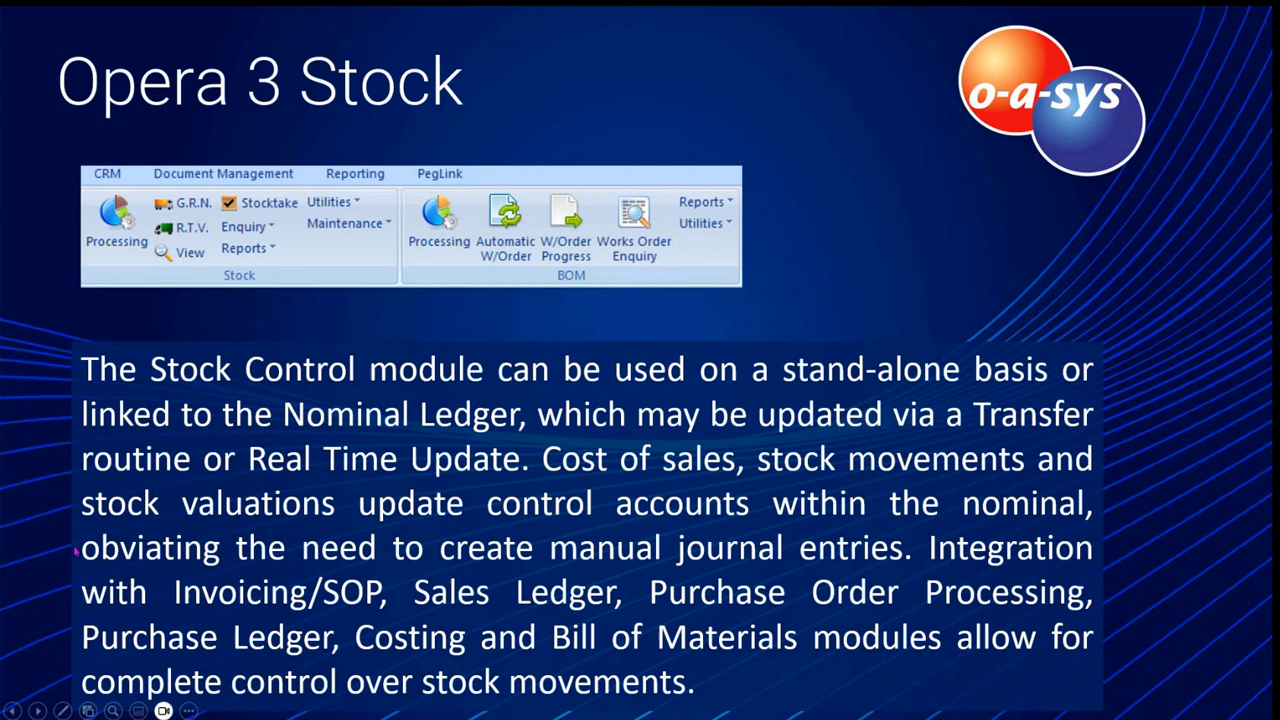 Opera 3 Stock
o-a-sys
CRM Document Management Reporting PegLink
G.R.N. Stocktake Utilities
R.T.V. Enquiry Maintenance
Processing View Reports
Stock
Reports
Utilities
Processing Automatic W/Order Works Order
W/Order Progress Enquiry
BOM
The Stock Control module can be used on a stand-alone basis or
linked to the Nominal Ledger, which may be updated via a Transfer
routine or Real Time Update. Cost of sales, stock movements and
stock valuations update control accounts within the nominal,
obviating the need to create manual journal entries. Integration
with Invoicing/SOP, Sales Ledger, Purchase Order Processing,
Purchase Ledger, Costing and Bill of Materials modules allow for
complete control over stock movements.